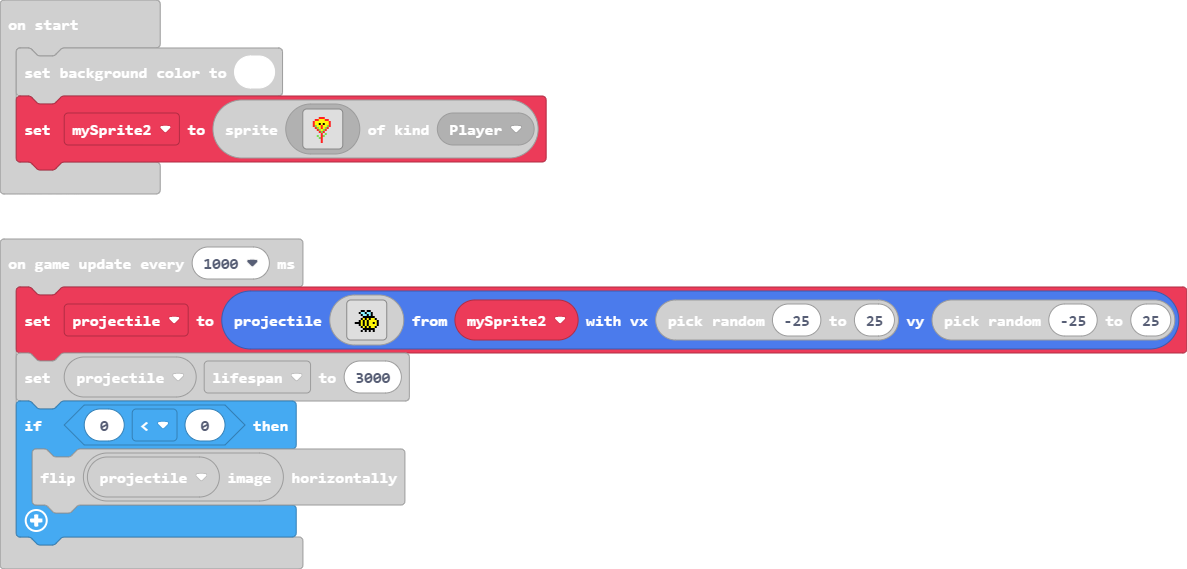 on start
set background color to
set mySprite2 to sprite of kind Player
on game update every 1000 ms
set projectile to projectile from mySprite2 with vx pick random -25 to 25 vy pick random -25 to 25
set projectile lifespan to 3000
if 0 < 0 then
flip projectile image horizontally